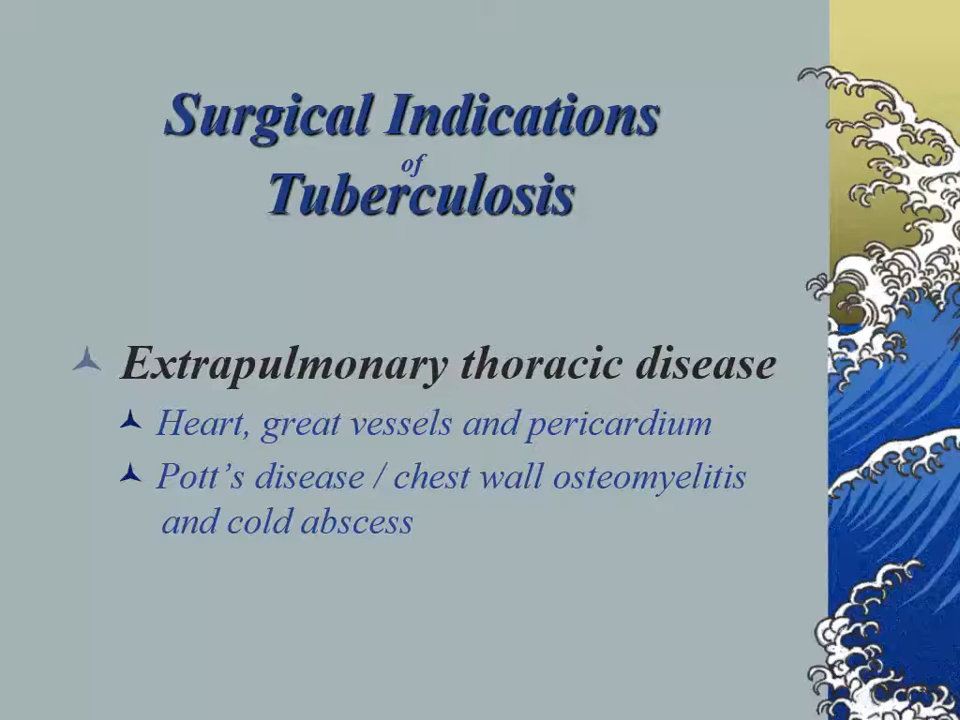 Surgical Indications
of
Tuberculosis
Extrapulmonary thoracic disease
Heart, great vessels and pericardium
Pott’s disease / chest wall osteomyelitis
and cold abscess